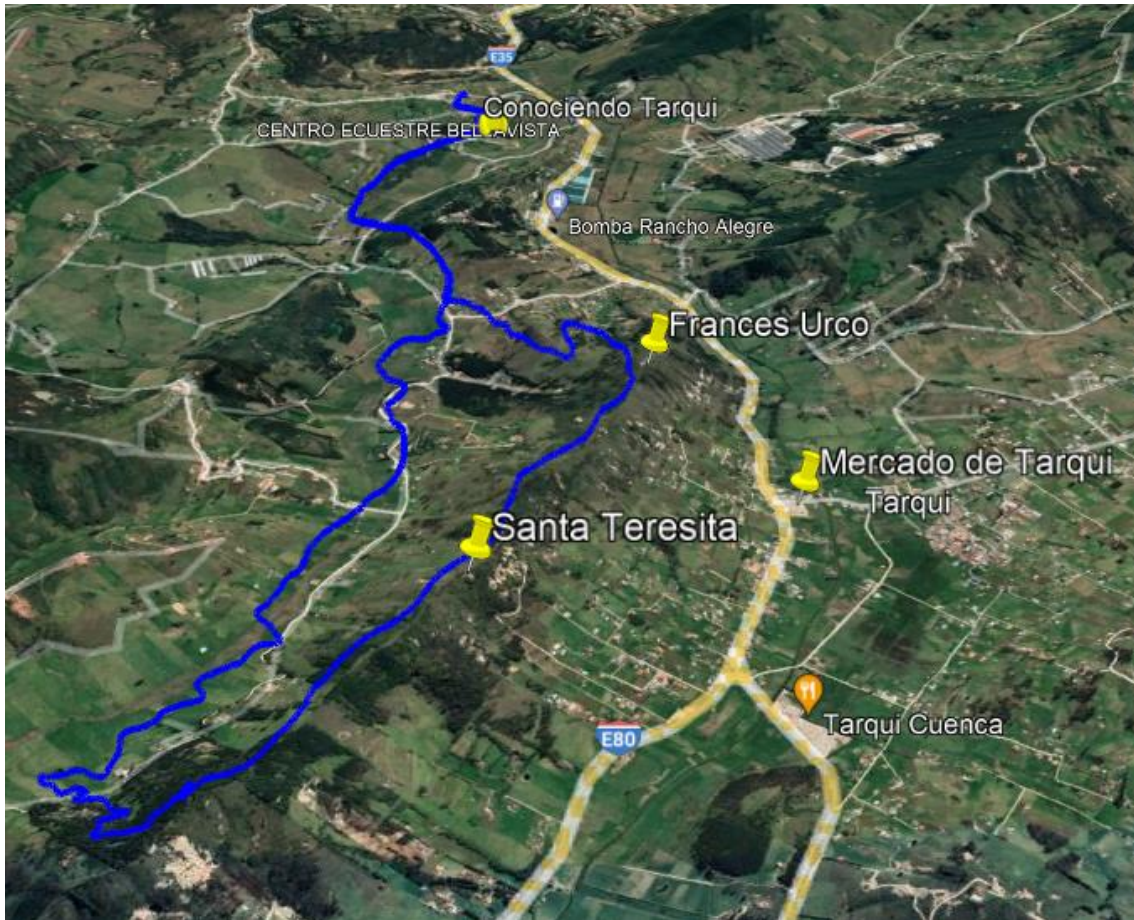 E35
Conociendo Tarqui
CENTRO ECUESTRE BELLAVISTA
Bomba Rancho Alegre
Frances Urco
Mercado de Tarqui
Tarqui
Santa Teresita
Tarqui Cuenca
E80